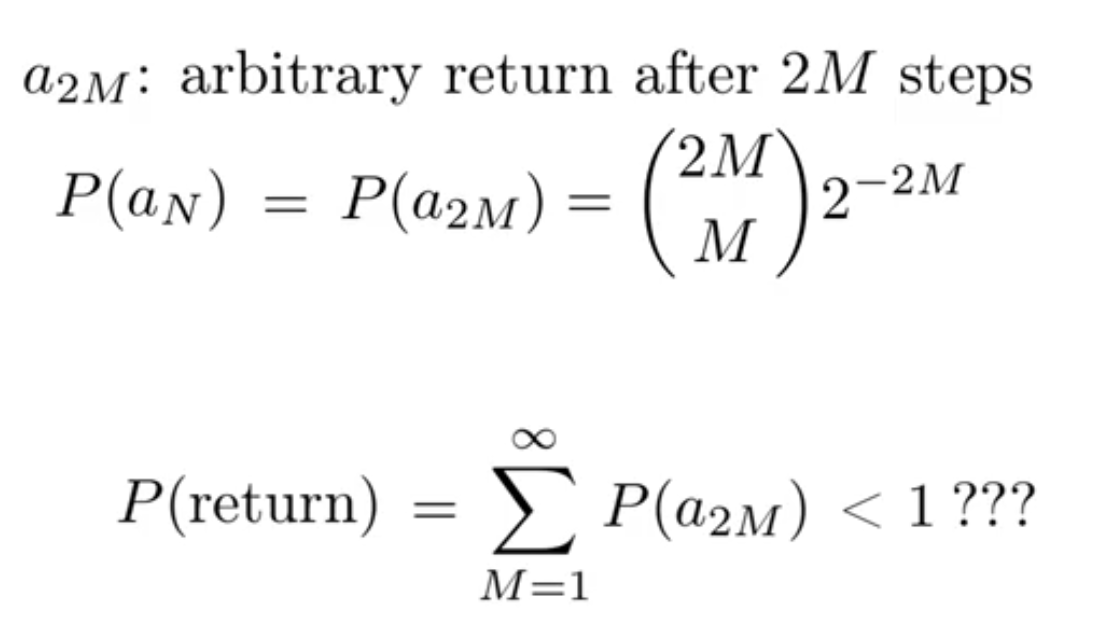 a_{2M}: arbitrary return after 2M steps
P(a_N) = P(a_{2M}) = \binom{2M}{M} 2^{-2M}
P(return) = \sum_{M=1}^{\infty} P(a_{2M}) < 1 ???